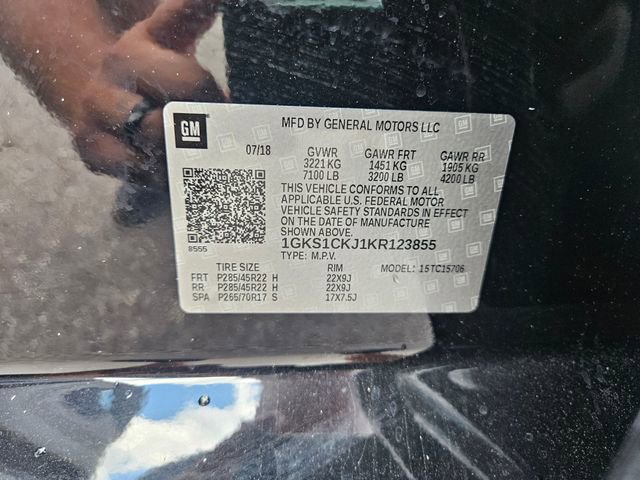 GM
MFD BY GENERAL MOTORS LLC
07/18 GVWR GAWR FRT GAWR RR
3221 KG 1451 KG 1905 KG
7100 LB 3200 LB 4200 LB
THIS VEHICLE CONFORMS TO ALL
APPLICABLE U.S. FEDERAL MOTOR
VEHICLE SAFETY STANDARDS IN EFFECT
ON THE DATE OF MANUFACTURE
SHOWN ABOVE.
8555 1GKS1CKJ1KR123855
TYPE: M.P.V.
TIRE SIZE RIM MODEL: 15TC15706
FRT P285/45R22 H 22X9J
RR P285/45R22 H 22X9J
SPA P265/70R17 S 17X7.5J